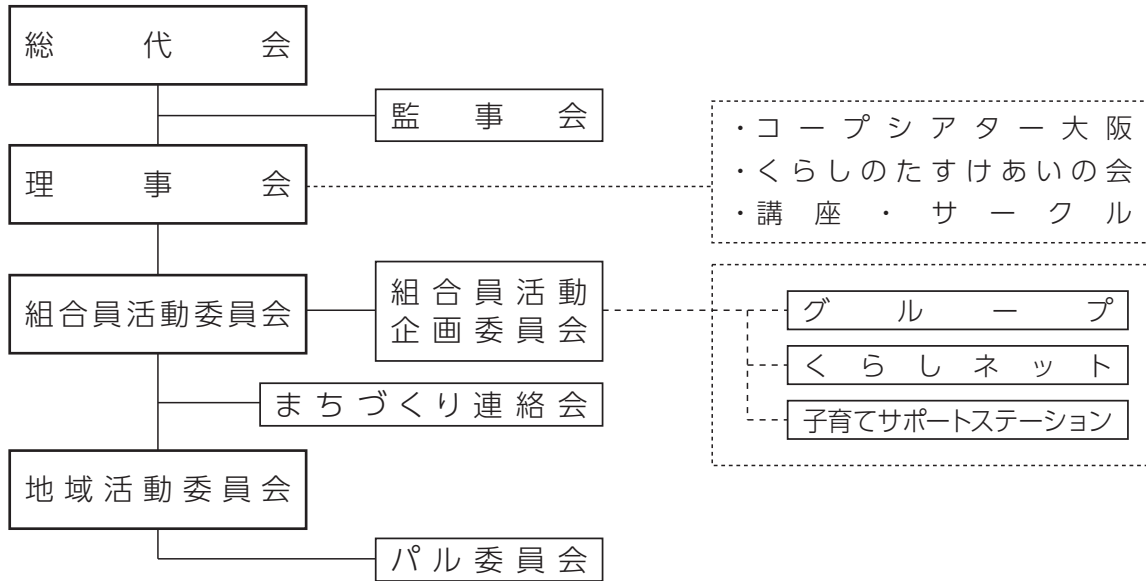 総代会
監事会
理事会
・コープシアター大阪
・くらしのたすけあいの会
・講座・サークル
組合員活動委員会
組合員活動
企画委員会
グループ
くらしネット
子育てサポートステーション
まちづくり連絡会
地域活動委員会
パル委員会